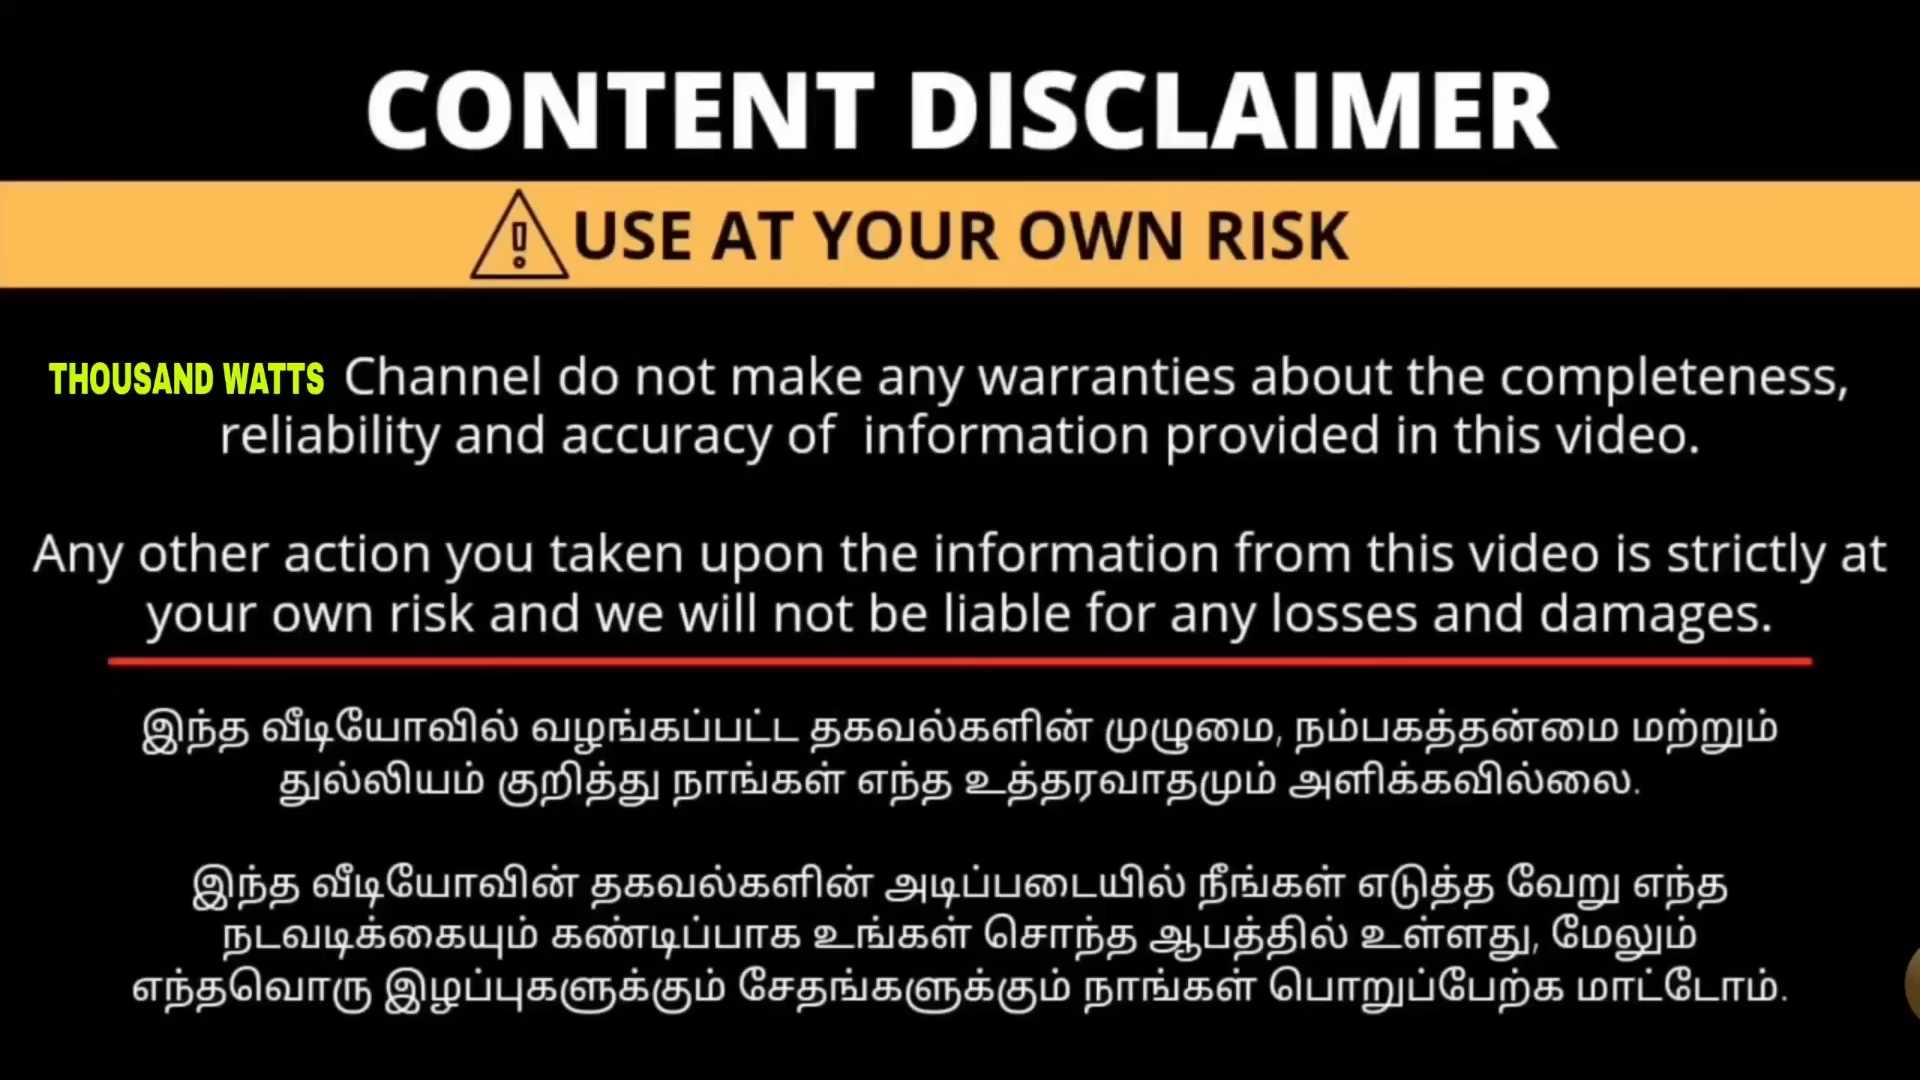 CONTENT DISCLAIMER
USE AT YOUR OWN RISK
THOUSAND WATTS Channel do not make any warranties about the completeness,
reliability and accuracy of information provided in this video.
Any other action you taken upon the information from this video is strictly at
your own risk and we will not be liable for any losses and damages.
இந்த வீடியோவில் வழங்கப்பட்ட தகவல்களின் முழுமை, நம்பகத்தன்மை மற்றும்
துல்லியம் குறித்து நாங்கள் எந்த உத்தரவாதமும் அளிக்கவில்லை.
இந்த வீடியோவின் தகவல்களின் அடிப்படையில் நீங்கள் எடுத்த வேறு எந்த
நடவடிக்கையும் கண்டிப்பாக உங்கள் சொந்த ஆபத்தில் உள்ளது, மேலும்
எந்தவொரு இழப்புகளுக்கும் சேதங்களுக்கும் நாங்கள் பொறுப்பேற்க மாட்டோம்.